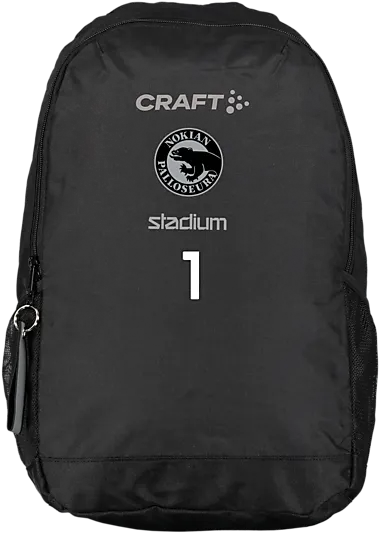 CRAFT
NOKIAN
PALLOSEURA
stadium
1